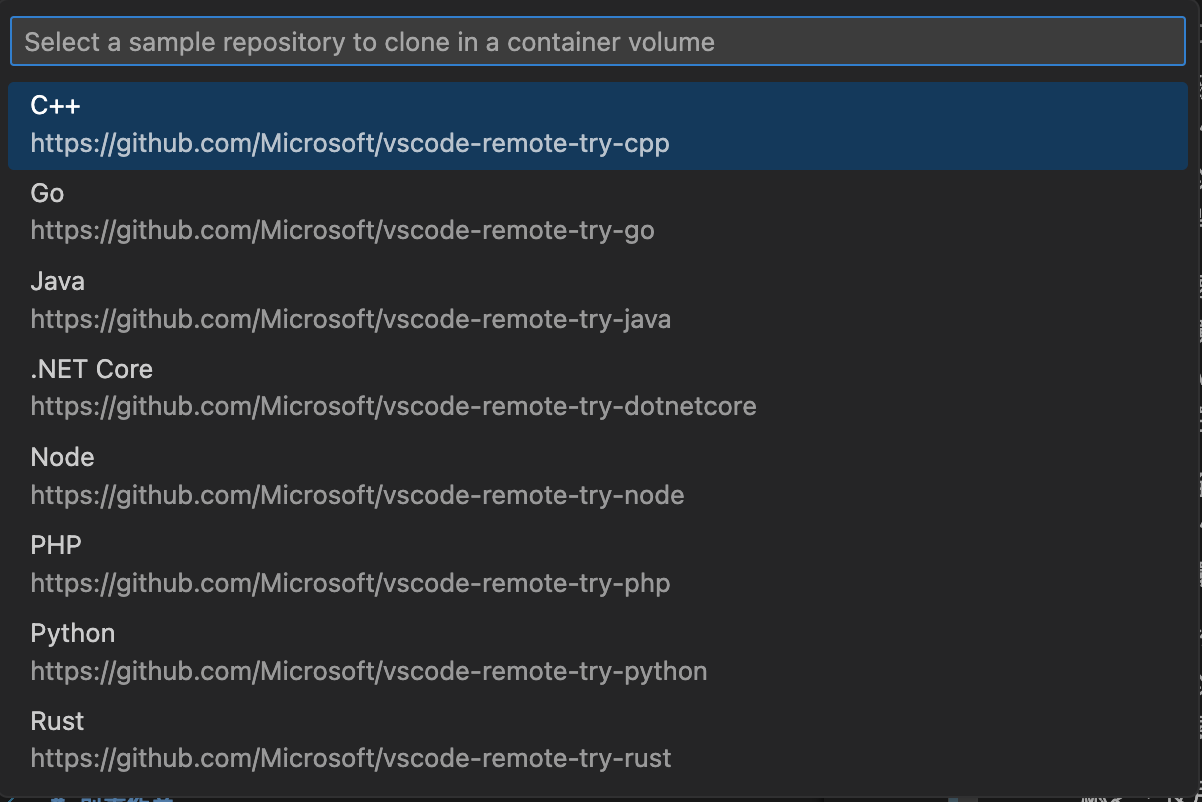 Select a sample repository to clone in a container volume
C++
https://github.com/Microsoft/vscode-remote-try-cpp
Go
https://github.com/Microsoft/vscode-remote-try-go
Java
https://github.com/Microsoft/vscode-remote-try-java
.NET Core
https://github.com/Microsoft/vscode-remote-try-dotnetcore
Node
https://github.com/Microsoft/vscode-remote-try-node
PHP
https://github.com/Microsoft/vscode-remote-try-php
Python
https://github.com/Microsoft/vscode-remote-try-python
Rust
https://github.com/Microsoft/vscode-remote-try-rust